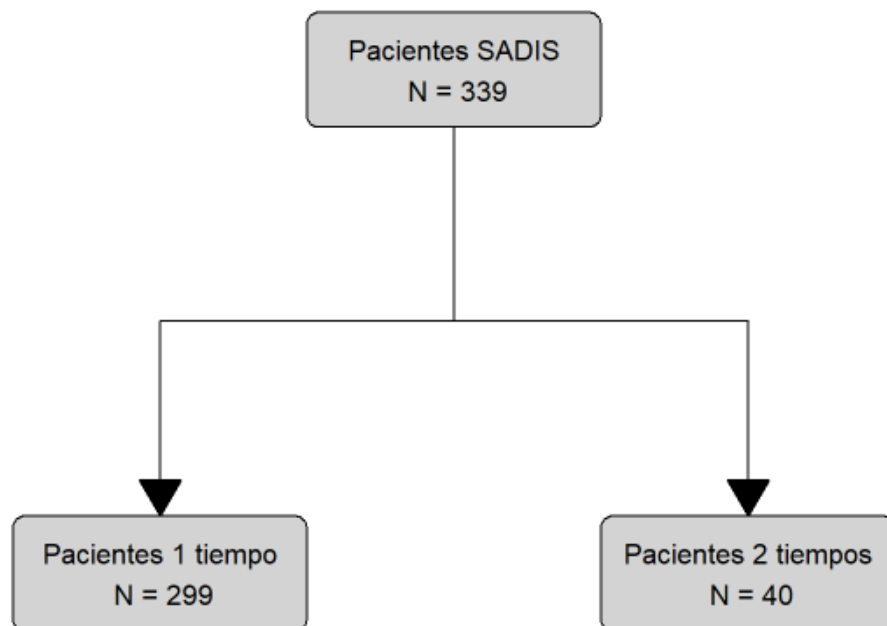 Pacientes SADIS
N = 339
Pacientes 1 tiempo
N = 299
Pacientes 2 tiempos
N = 40